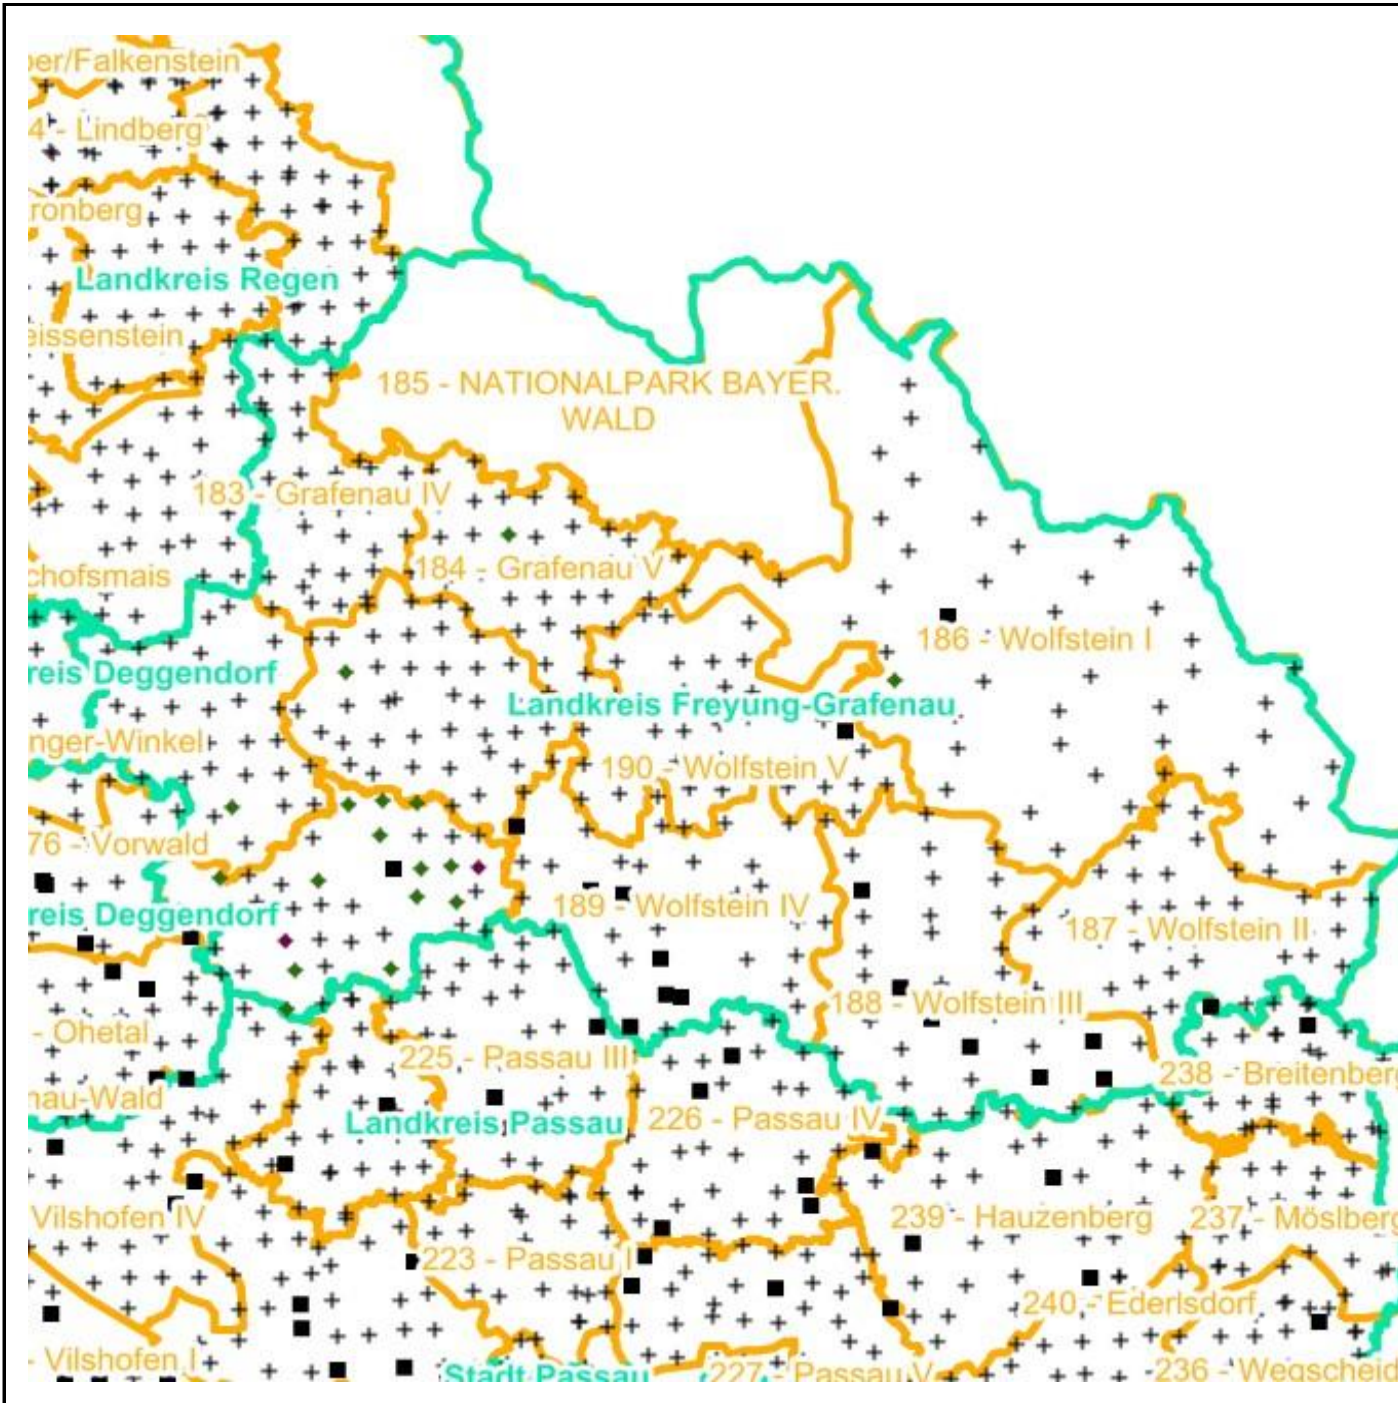 ber/Falkenstein
4 - Lindberg
ronberg
Landkreis Regen
eissenstein
185 - NATIONALPARK BAYER.
WALD
183 - Grafenau IV
184 - Grafenau V
chofsmais
186 - Wolfstein I
reis Deggendorf
Landkreis Freyung-Grafenau
nger-Winkel
190 - Wolfstein V
76 - Vorwald
reis Deggendorf
189 - Wolfstein IV
187 - Wolfstein II
188 - Wolfstein III
- Ohetal
225 - Passau III
238 - Breitenberg
nau-Wald
Landkreis Passau
226 - Passau IV
Vilshofen IV
239 - Hauzenberg
237 - Möslberg
223 - Passau I
240 - Ederlsdorf
- Vilshofen I
Stadt Passau
227 - Passau V
236 - Wegscheid